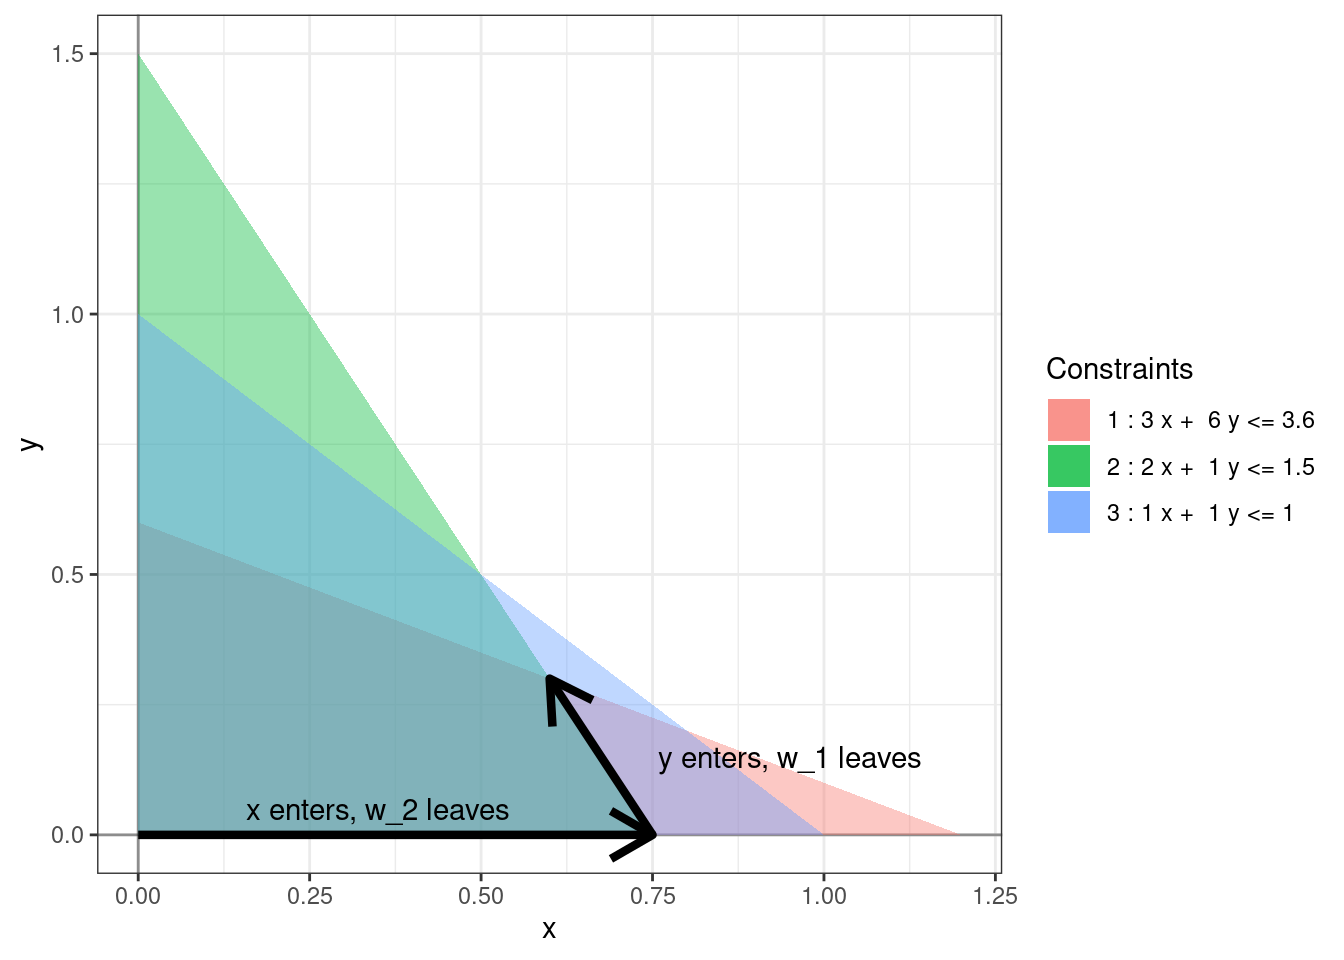 1.5
1.0
0.5
0.0
y
y enters, w_1 leaves
x enters, w_2 leaves
0.00 0.25 0.50 0.75 1.00 1.25
x
Constraints
1 : 3 x +  6 y <= 3.6
2 : 2 x +  1 y <= 1.5
3 : 1 x +  1 y <= 1